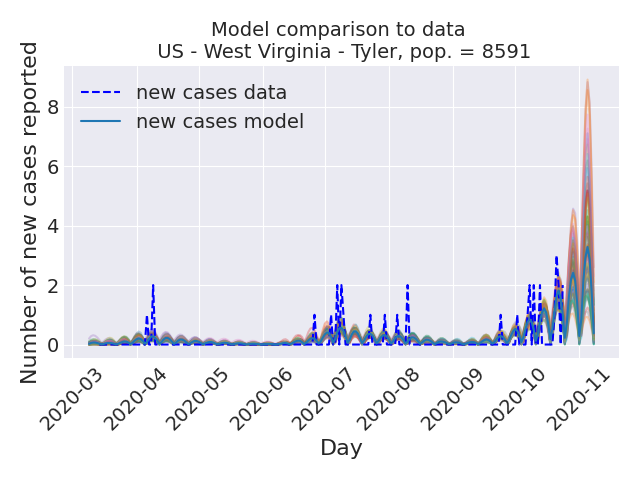 Model comparison to data
US - West Virginia - Tyler, pop. = 8591
Number of new cases reported
8
6
4
2
0
new cases data
new cases model
2020-03
2020-04
2020-05
2020-06
2020-07
2020-08
2020-09
2020-10
2020-11
Day